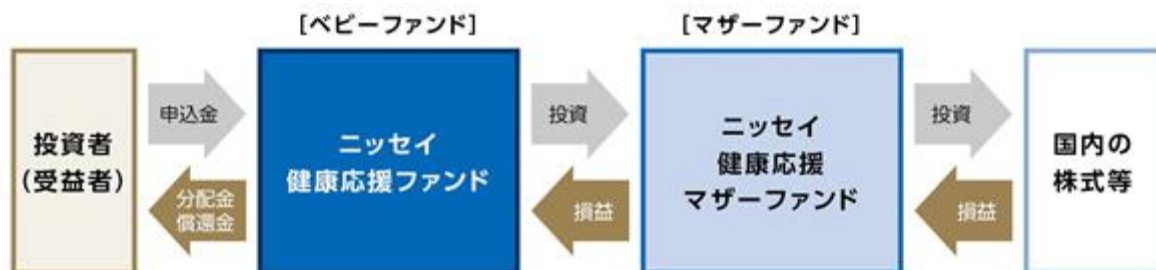 [ベビーファンド]
[マザーファンド]
投資者
(受益者)
申込金
分配金
償還金
ニッセイ
健康応援ファンド
投資
損益
ニッセイ
健康応援
マザーファンド
投資
損益
国内の
株式等